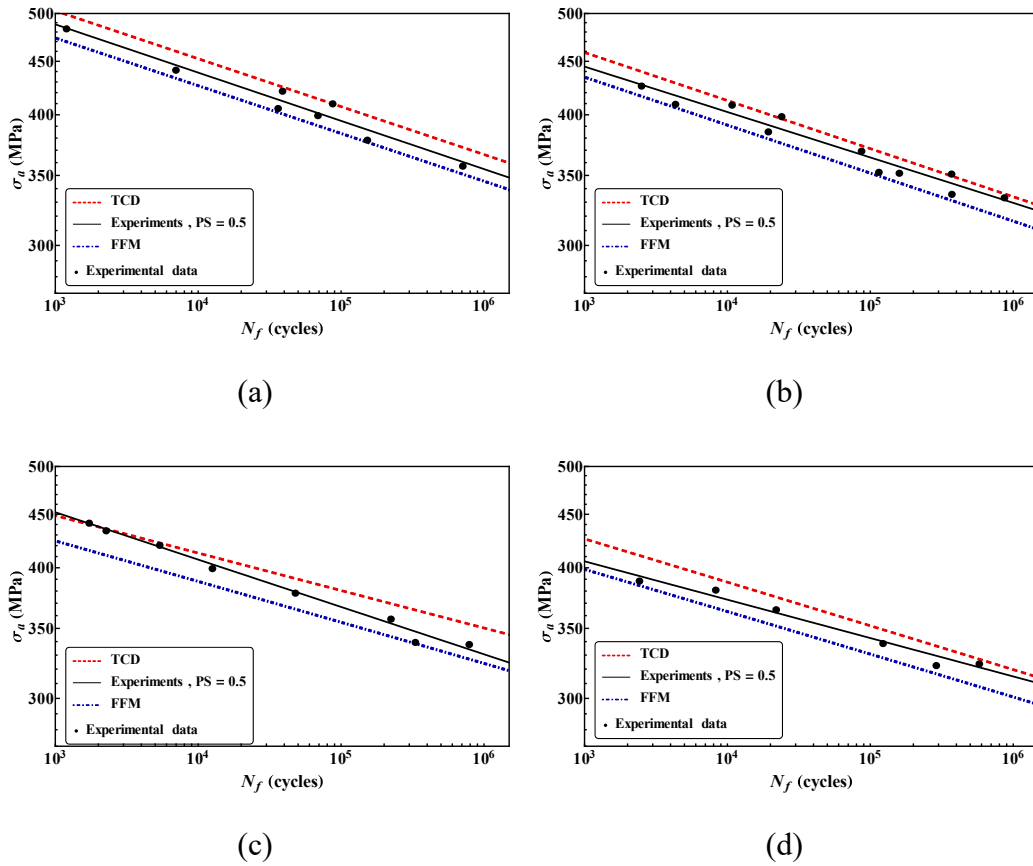 500
450
400
350
300
σa (MPa)
TCD
Experiments , PS = 0.5
FFM
Experimental data
10³ 10⁴ 10⁵ 10⁶
Nf (cycles)
(a)
500
450
400
350
300
σa (MPa)
TCD
Experiments , PS = 0.5
FFM
Experimental data
10³ 10⁴ 10⁵ 10⁶
Nf (cycles)
(b)
500
450
400
350
300
σa (MPa)
TCD
Experiments , PS = 0.5
FFM
Experimental data
10³ 10⁴ 10⁵ 10⁶
Nf (cycles)
(c)
500
450
400
350
300
σa (MPa)
TCD
Experiments , PS = 0.5
FFM
Experimental data
10³ 10⁴ 10⁵ 10⁶
Nf (cycles)
(d)